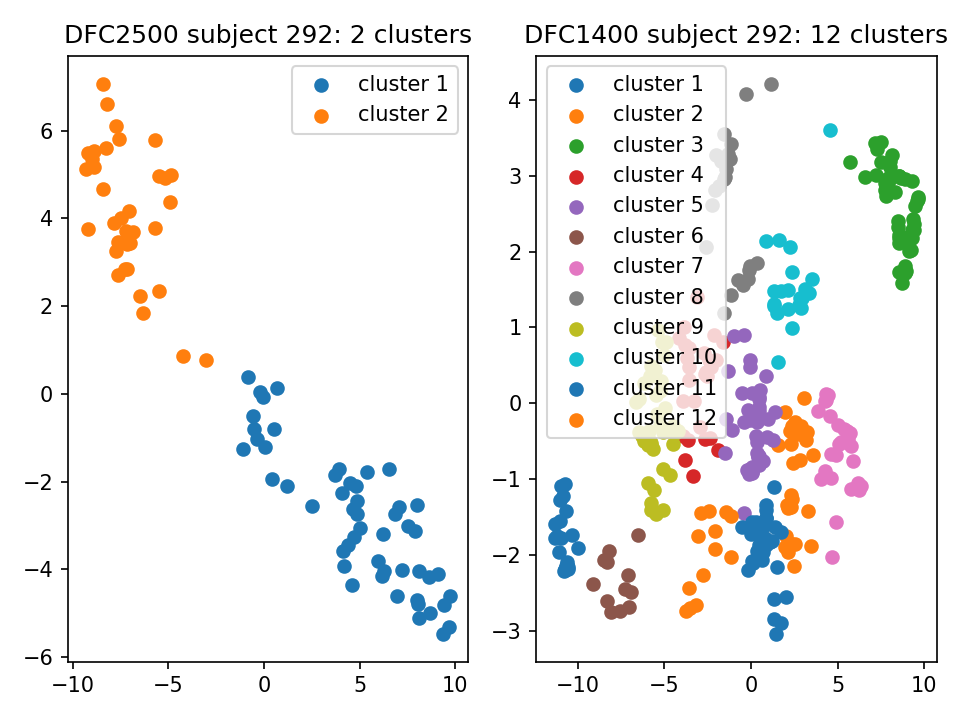 DFC2500 subject 292: 2 clusters
cluster 1
cluster 2
6
4
2
0
−2
−4
−6
−10
−5
0
5
10
DFC1400 subject 292: 12 clusters
cluster 1
cluster 2
cluster 3
cluster 4
cluster 5
cluster 6
cluster 7
cluster 8
cluster 9
cluster 10
cluster 11
cluster 12
4
3
2
1
0
−1
−2
−3
−10
−5
0
5
10